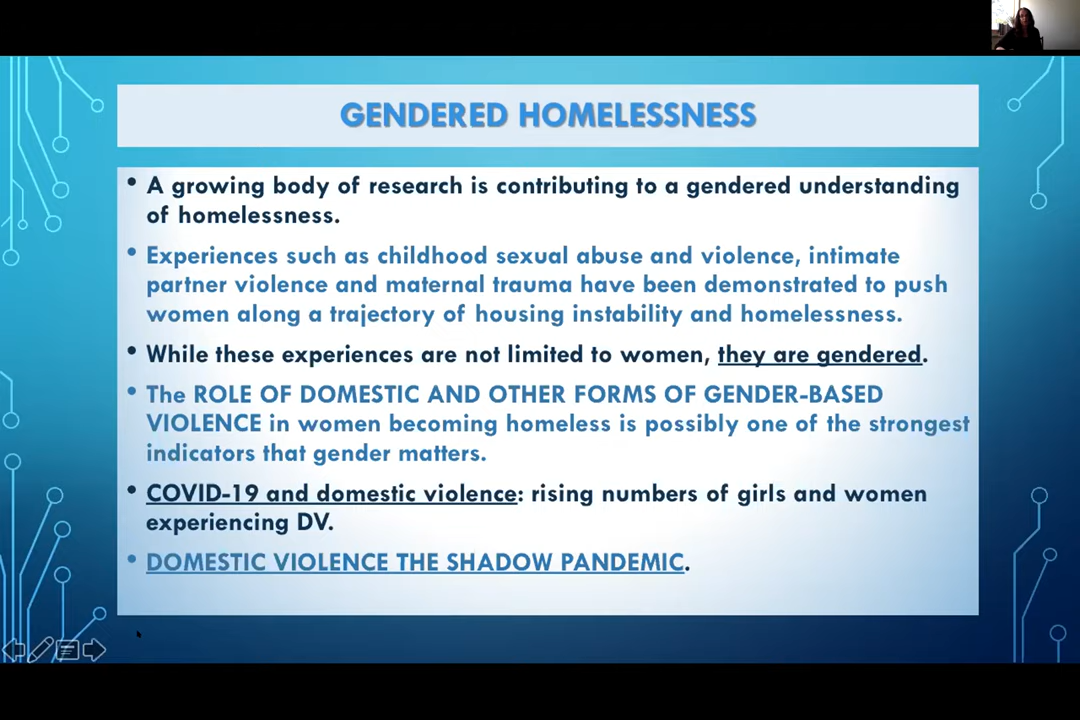 GENDERED HOMELESSNESS
• A growing body of research is contributing to a gendered understanding
of homelessness.
• Experiences such as childhood sexual abuse and violence, intimate
partner violence and maternal trauma have been demonstrated to push
women along a trajectory of housing instability and homelessness.
• While these experiences are not limited to women, they are gendered.
• The ROLE OF DOMESTIC AND OTHER FORMS OF GENDER-BASED
VIOLENCE in women becoming homeless is possibly one of the strongest
indicators that gender matters.
• COVID-19 and domestic violence: rising numbers of girls and women
experiencing DV.
• DOMESTIC VIOLENCE THE SHADOW PANDEMIC.